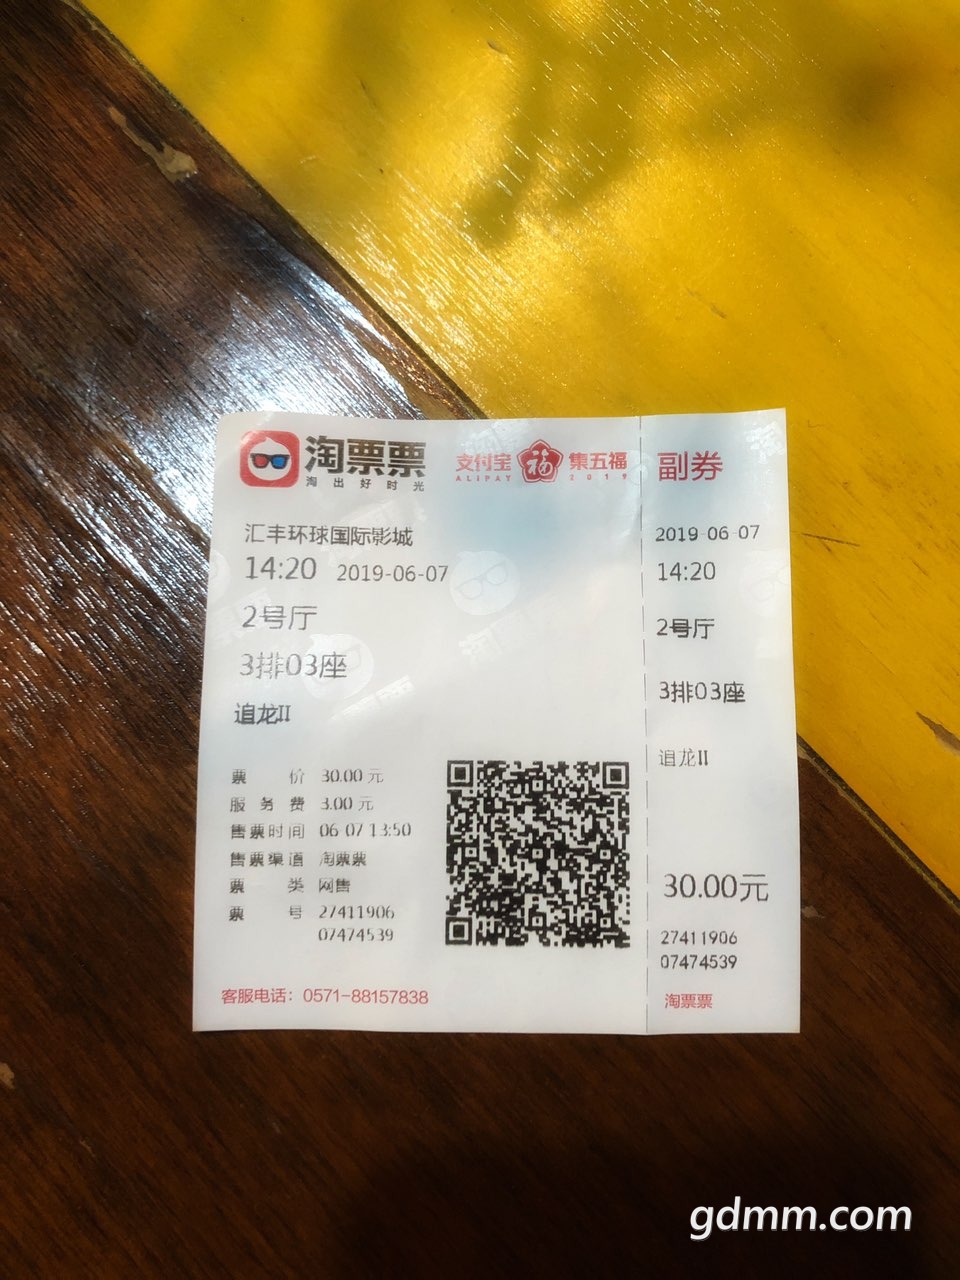 淘票票
淘出好时光
支付宝 福 集五福
ALIPAY 2019
汇丰环球国际影城
14:20 2019-06-07
2号厅
3排03座
追龙II
票价 30.00 元
服务费 3.00 元
售票时间 06-07 13:50
售票渠道 淘票票
票类 网售
票号 27411906
07474539
客服电话：0571-88157838
副券
2019-06-07
14:20
2号厅
3排03座
追龙II
30.00元
27411906
07474539
淘票票
gdmm.com